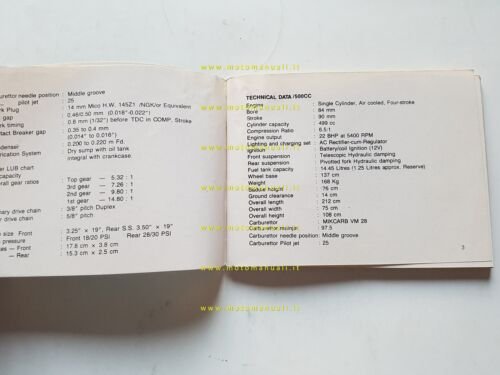 carburettor needle position : Middle groove
pilot jet : 25
Plug : 14 mm Mico H.W. 145Z1 /NGK/or Equivalent
gap : 0.46/0.50 mm (0.018"-0.022")
timing : 0.8 mm (1/32") before TDC in COMP. Stroke
Contact Breaker gap : 0.35 to 0.4 mm
(0.014" to 0.016")
Condenser : 0.200 to 0.220 m Fd.
Lubrication System : Dry sump with oil tank
integral with crankcase.
LUB chain
capacity
overall gear ratios : Top gear — 5.32 : 1
3rd gear — 7.26 : 1
2nd gear — 9.80 : 1
1st gear — 14.80 : 1
primary drive chain : 3/8" pitch Duplex
drive chain : 5/8" pitch
size Front : 3.25" × 19", Rear S.S. 3.50" × 19"
pressure : Front 18/20 PSI Rear 28/30 PSI
— Front : 17.8 cm × 3.8 cm
— Rear : 15.3 cm × 2.5 cm
TECHNICAL DATA /500CC
Engine : Single Cylinder, Air cooled, Four-stroke
Bore : 84 mm
Stroke : 90 mm
Cylinder capacity : 499 cc
Compression Ratio : 6.5:1
Engine output : 22 BHP at 5400 RPM
Lighting and charging set : AC Rectifier-cum-Regulator
Ignition : Battery/coil Ignition (12V)
Front suspension : Telescopic Hydraulic damping
Rear suspension : Pivotted fork Hydraulic damping
Fuel tank capacity : 14.45 Litres (1.25 Litres approx. Reserve)
Wheel base : 137 cm
Weight : 168 Kg
Saddle height : 76 cm
Ground clearance : 14 cm
Overall length : 212 cm
Overall width : 75 cm
Overall height : 108 cm
Carburettor : MIKCARB VM 28
Carburettor mainjet : 97.5
Carburettor needle position : Middle groove
Carburettor Pilot jet : 25
3
www.motomanuali.it